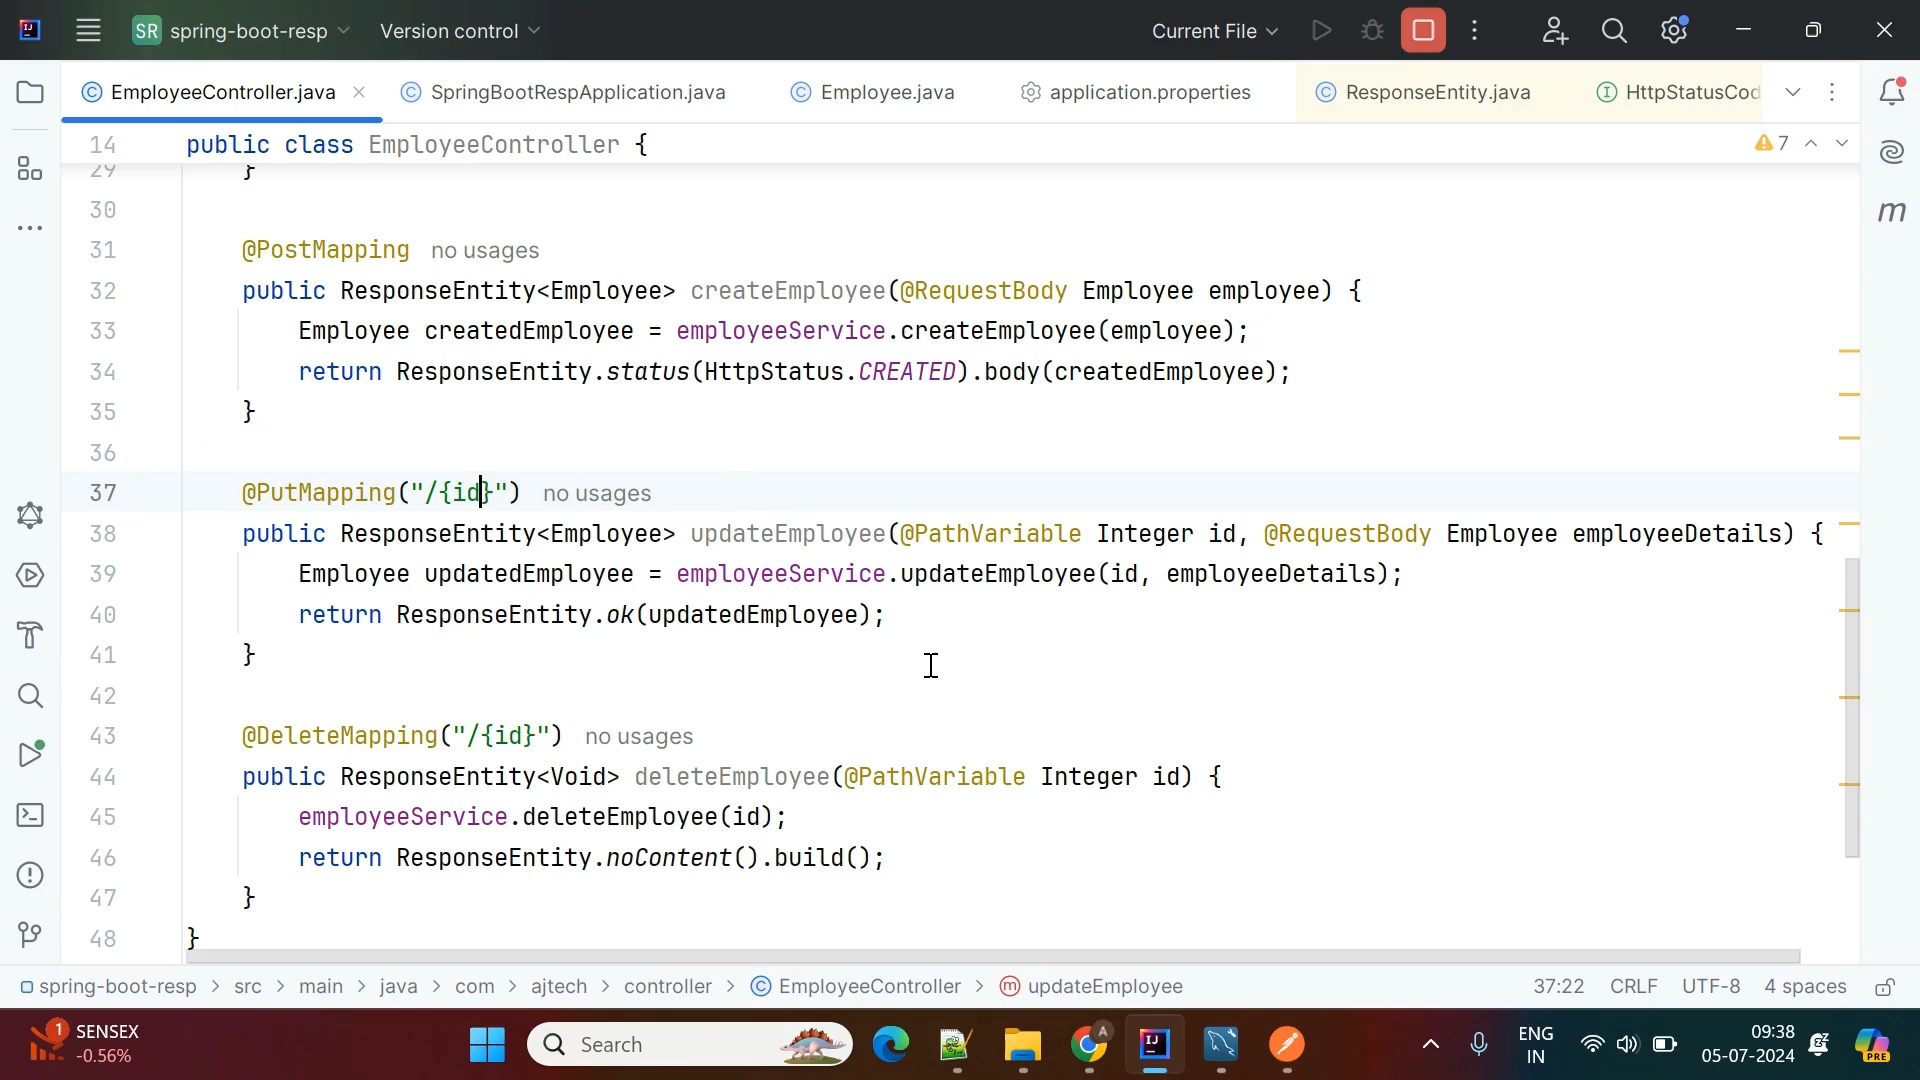 SR spring-boot-resp Version control Current File
EmployeeController.java SpringBootRespApplication.java Employee.java application.properties ResponseEntity.java HttpStatusCod
14 public class EmployeeController { 7
29 }
30
31 @PostMapping no usages
32 public ResponseEntity<Employee> createEmployee(@RequestBody Employee employee) {
33 Employee createdEmployee = employeeService.createEmployee(employee);
34 return ResponseEntity.status(HttpStatus.CREATED).body(createdEmployee);
35 }
36
37 @PutMapping("/{id}") no usages
38 public ResponseEntity<Employee> updateEmployee(@PathVariable Integer id, @RequestBody Employee employeeDetails) {
39 Employee updatedEmployee = employeeService.updateEmployee(id, employeeDetails);
40 return ResponseEntity.ok(updatedEmployee);
41 }
42
43 @DeleteMapping("/{id}") no usages
44 public ResponseEntity<Void> deleteEmployee(@PathVariable Integer id) {
45 employeeService.deleteEmployee(id);
46 return ResponseEntity.noContent().build();
47 }
48 }
spring-boot-resp > src > main > java > com > ajtech > controller > EmployeeController > updateEmployee 37:22 CRLF UTF-8 4 spaces
1 SENSEX
-0.56%
Search
A
IJ
ENG
IN
09:38
05-07-2024
PRE